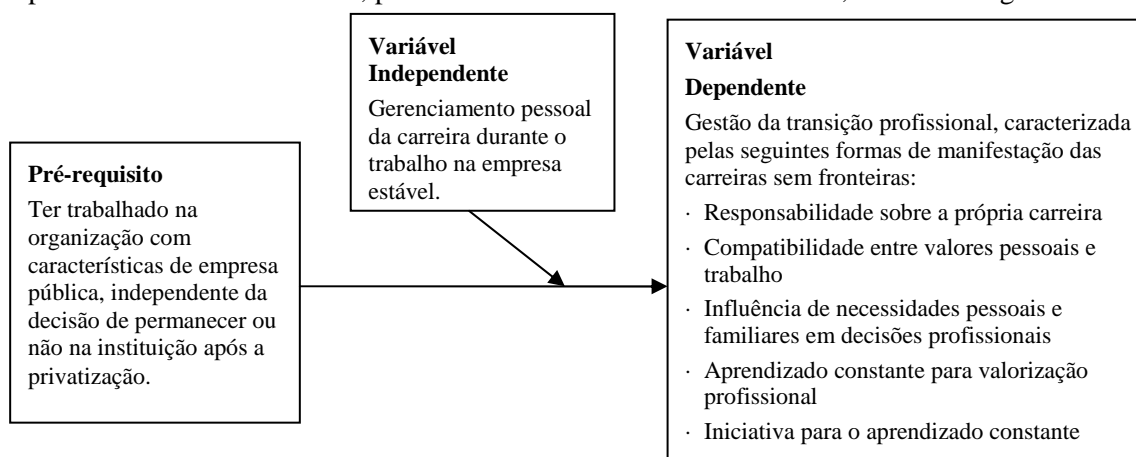 Variável
Independente
Gerenciamento pessoal
da carreira durante o
trabalho na empresa
estável.
Variável
Dependente
Gestão da transição profissional, caracterizada
pelas seguintes formas de manifestação das
carreiras sem fronteiras:
· Responsabilidade sobre a própria carreira
· Compatibilidade entre valores pessoais e
trabalho
· Influência de necessidades pessoais e
familiares em decisões profissionais
· Aprendizado constante para valorização
profissional
· Iniciativa para o aprendizado constante
Pré-requisito
Ter trabalhado na
organização com
características de empresa
pública, independente da
decisão de permanecer ou
não na instituição após a
privatização.